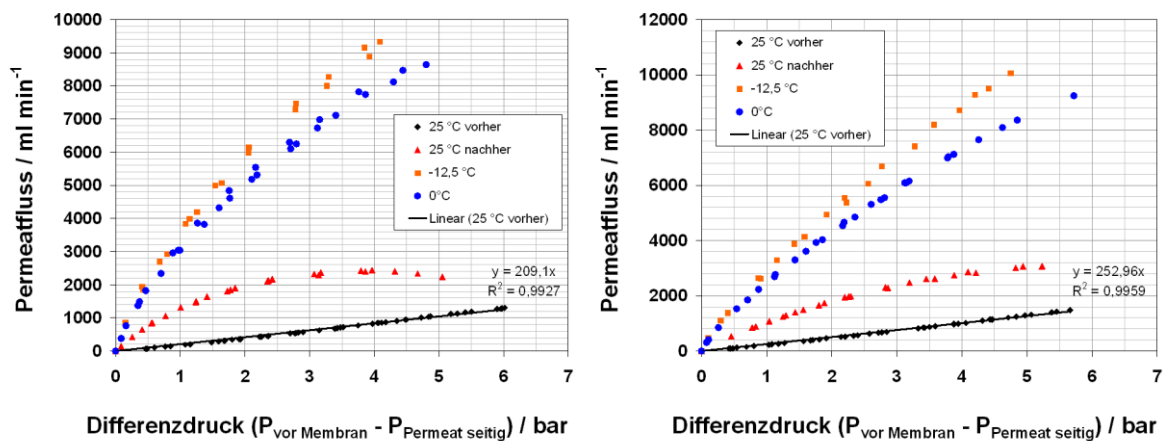 10000
9000
8000
7000
6000
5000
4000
3000
2000
1000
0
Permeatfluss / ml min⁻¹
25 °C vorher
25 °C nachher
-12,5 °C
0°C
Linear (25 °C vorher)
y = 209,1x
R² = 0,9927
0 1 2 3 4 5 6 7
Differenzdruck (P_vor Membran - P_Permeat seitig) / bar
12000
10000
8000
6000
4000
2000
0
Permeatfluss / ml min⁻¹
25 °C vorher
25 °C nachher
-12,5 °C
0°C
Linear (25 °C vorher)
y = 252,96x
R² = 0,9959
0 1 2 3 4 5 6 7
Differenzdruck (P_vor Membran - P_Permeat seitig) / bar